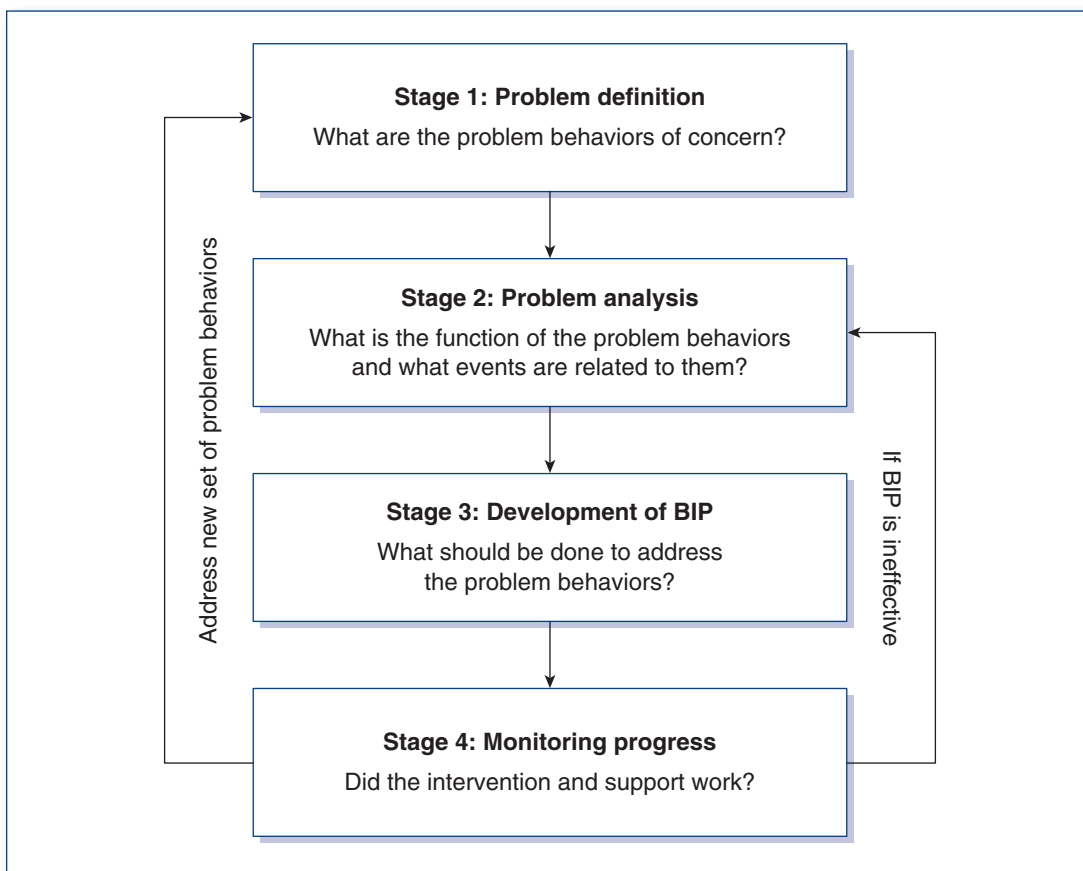 Stage 1: Problem definition
What are the problem behaviors of concern?
Stage 2: Problem analysis
What is the function of the problem behaviors
and what events are related to them?
Stage 3: Development of BIP
What should be done to address
the problem behaviors?
Stage 4: Monitoring progress
Did the intervention and support work?
Address new set of problem behaviors
If BIP is ineffective